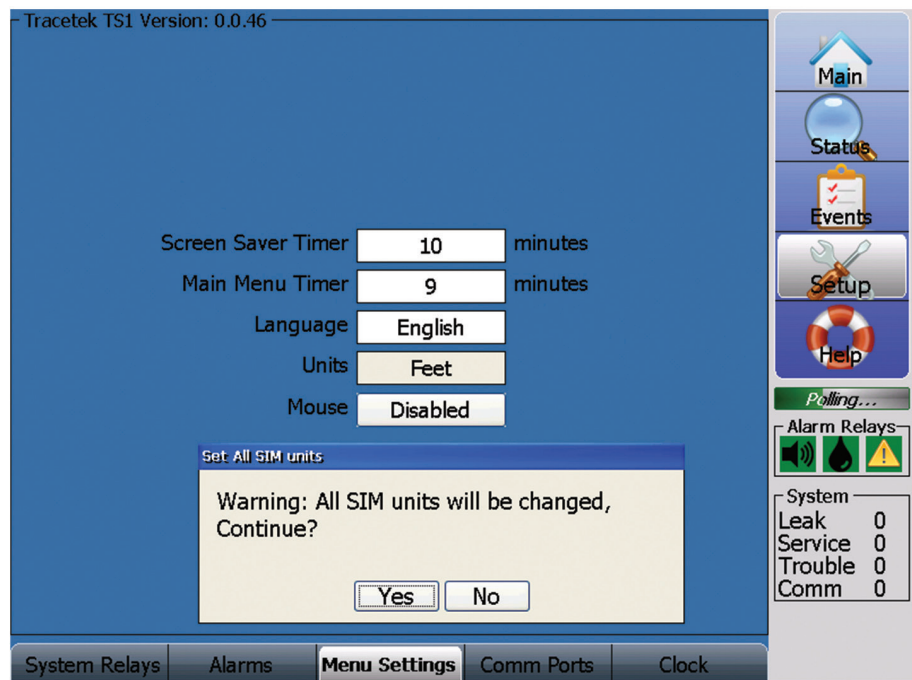 Tracetek TS1 Version: 0.0.46
Screen Saver Timer 10 minutes
Main Menu Timer 9 minutes
Language English
Units Feet
Mouse Disabled
Set All SIM units
Warning: All SIM units will be changed,
Continue?
Yes No
System Relays Alarms Menu Settings Comm Ports Clock
Main
Status
Events
Setup
Help
Polling...
Alarm Relays
System
Leak 0
Service 0
Trouble 0
Comm 0